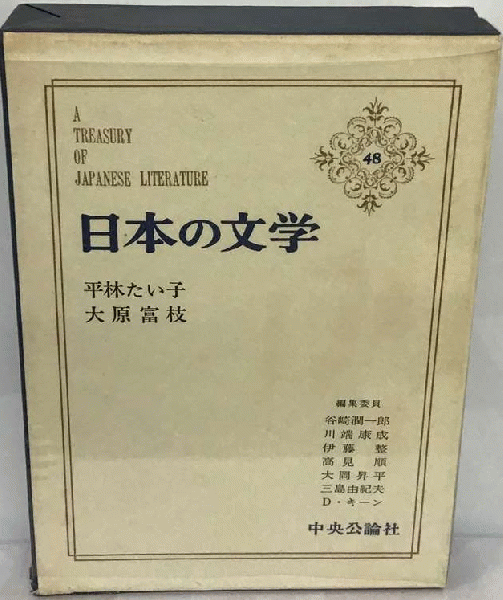 A
TREASURY
OF
JAPANESE LITERATURE
48
日本の文学
平林たい子
大原富枝
編集委員
谷崎潤一郎
川端康成
伊藤整
高見順
大岡昇平
三島由紀夫
D・キーン
中央公論社